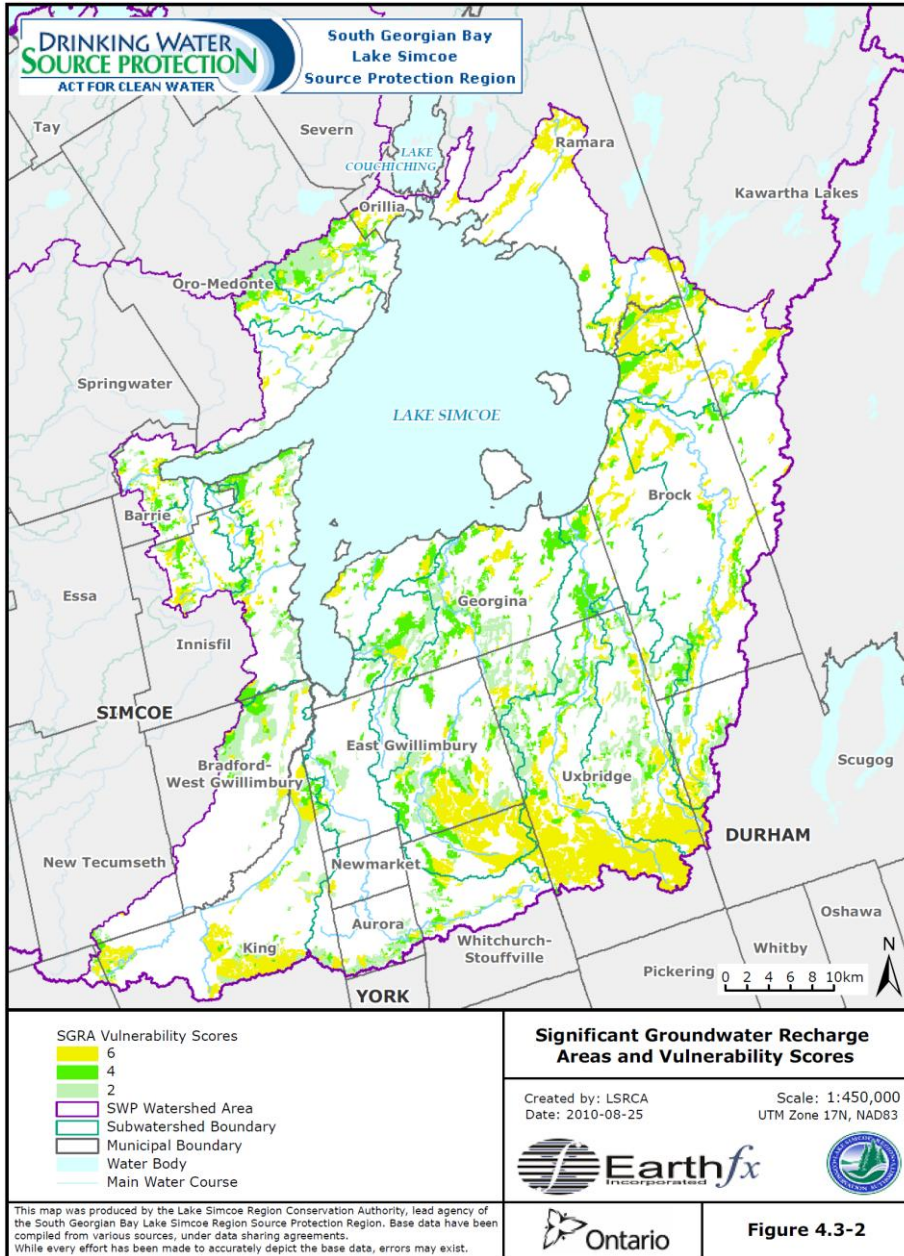 DRINKING WATER
SOURCE PROTECTION
ACT FOR CLEAN WATER
South Georgian Bay
Lake Simcoe
Source Protection Region
Tay
Severn
LAKE
COUCHICHING
Ramara
Kawartha Lakes
Orillia
Oro-Medonte
Springwater
LAKE SIMCOE
Brock
Barrie
Essa
Georgina
Innisfil
SIMCOE
East Gwillimbury
Bradford-
West Gwillimbury
Uxbridge
Scugog
DURHAM
New Tecumseth
Newmarket
Aurora
Oshawa
King
Whitchurch-
Stouffville
Whitby
Pickering
YORK
N
0 2 4 6 8 10km
SGRA Vulnerability Scores
6
4
2
SWP Watershed Area
Subwatershed Boundary
Municipal Boundary
Water Body
Main Water Course
Significant Groundwater Recharge
Areas and Vulnerability Scores
Created by: LSRCA
Date: 2010-08-25
Scale: 1:450,000
UTM Zone 17N, NAD83
Earthfx
Incorporated
LAKE SIMCOE REGION CONSERVATION AUTHORITY
This map was produced by the Lake Simcoe Region Conservation Authority, lead agency of
the South Georgian Bay Lake Simcoe Region Source Protection Region. Base data have been
compiled from various sources, under data sharing agreements.
While every effort has been made to accurately depict the base data, errors may exist.
Ontario
Figure 4.3-2